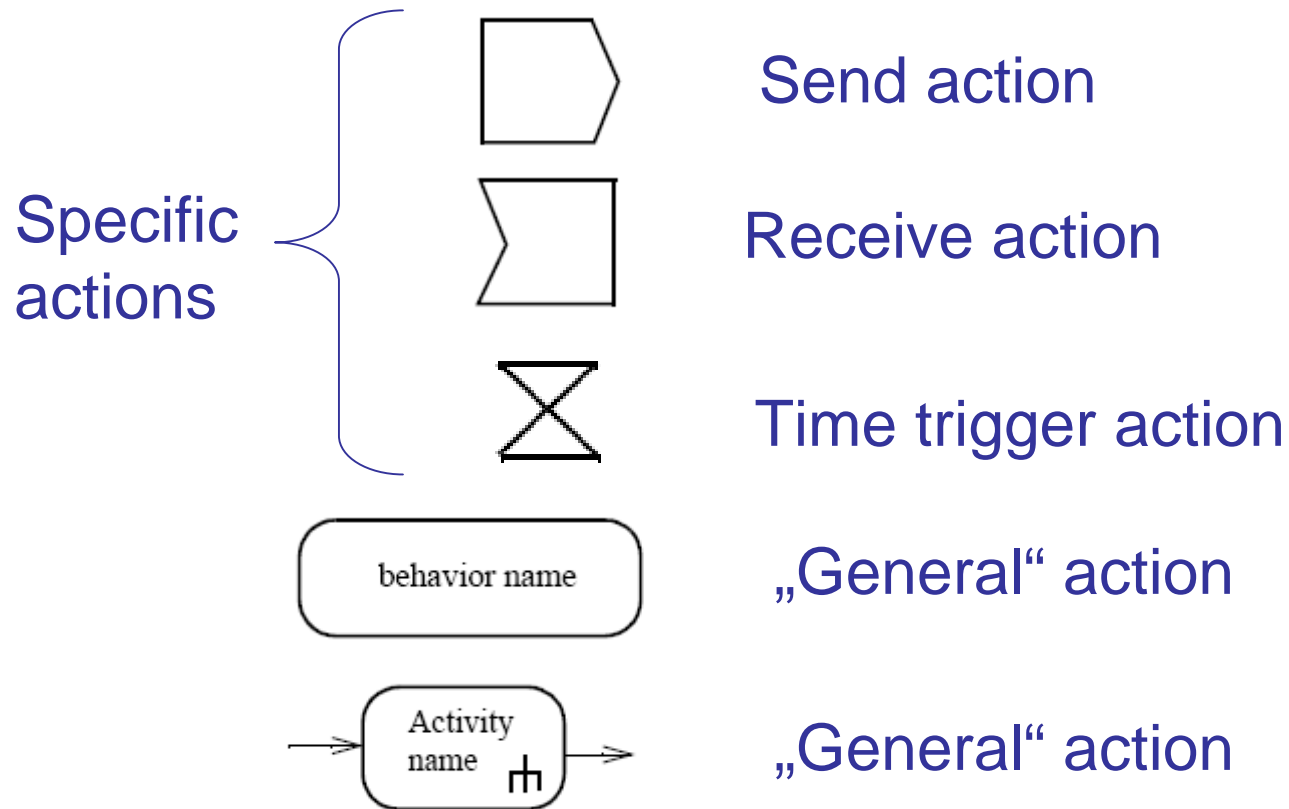 Send action
Specific
actions
Receive action
Time trigger action
behavior name
„General“ action
Activity
name
„General“ action